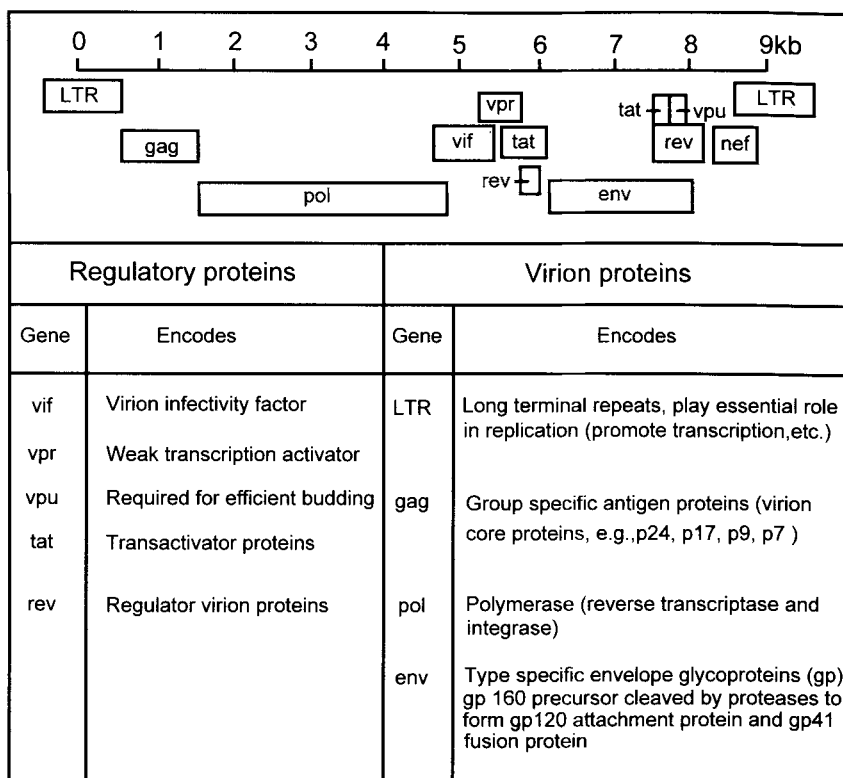 0 1 2 3 4 5 6 7 8 9kb
LTR
LTR
vpr
tat
vpu
gag
vif
tat
rev
nef
rev
pol
env
Regulatory proteins
Virion proteins
Gene
Encodes
Gene
Encodes
vif
Virion infectivity factor
vpr
Weak transcription activator
vpu
Required for efficient budding
tat
Transactivator proteins
rev
Regulator virion proteins
LTR
Long terminal repeats, play essential role
in replication (promote transcription,etc.)
gag
Group specific antigen proteins (virion
core proteins, e.g.,p24, p17, p9, p7 )
pol
Polymerase (reverse transcriptase and
integrase)
env
Type specific envelope glycoproteins (gp)
gp 160 precursor cleaved by proteases to
form gp120 attachment protein and gp41
fusion protein